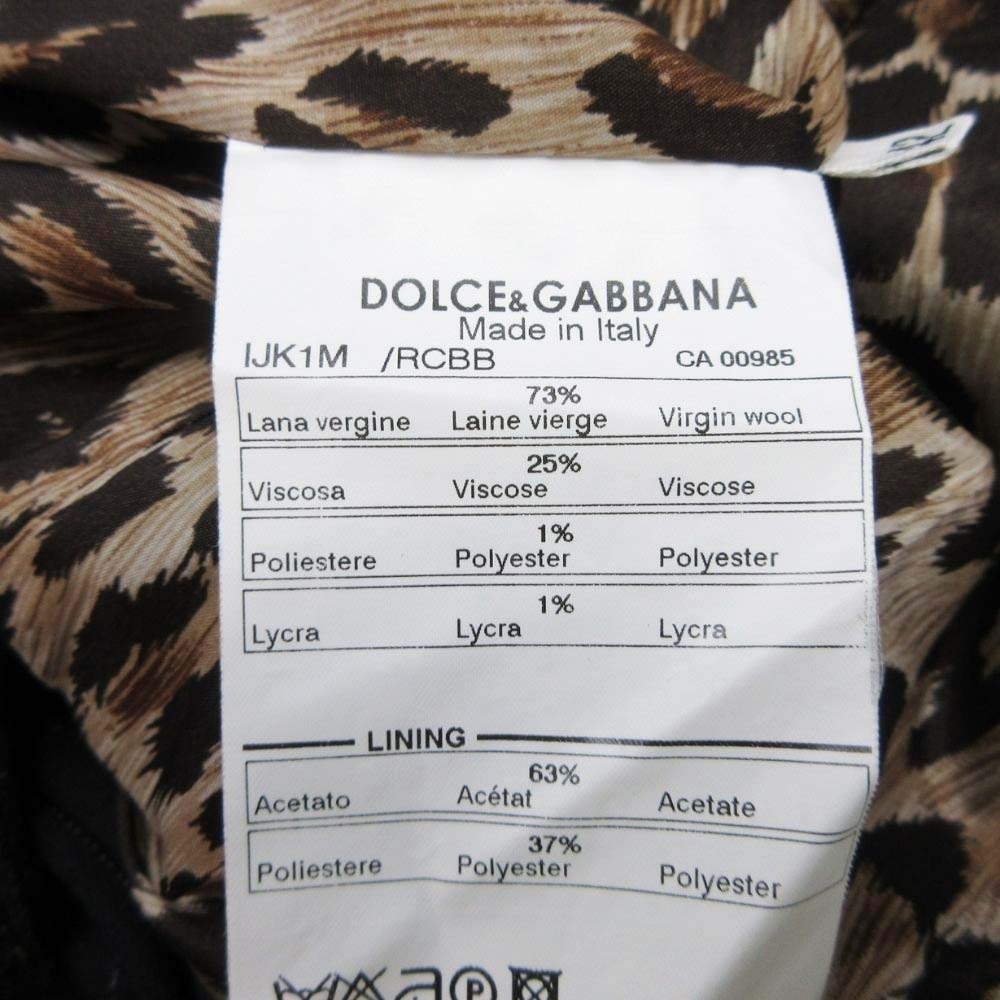 DOLCE&GABBANA
Made in Italy
IJK1M /RCBB CA 00985
73%
Lana vergine Laine vierge Virgin wool
25%
Viscosa Viscose Viscose
1%
Poliestere Polyester Polyester
1%
Lycra Lycra Lycra
LINING
63%
Acetato Acétat Acetate
37%
Poliestere Polyester Polyester
P